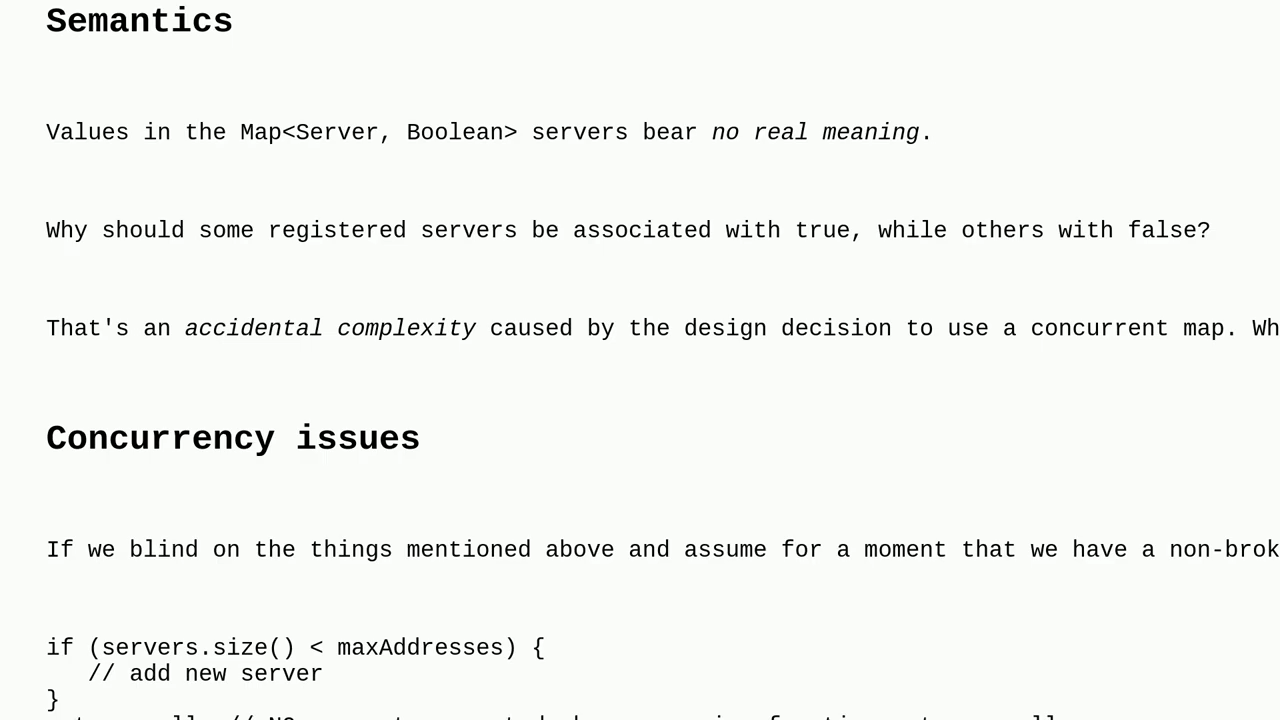 Semantics
Values in the Map<Server, Boolean> servers bear no real meaning.
Why should some registered servers be associated with true, while others with false?
That's an accidental complexity caused by the design decision to use a concurrent map. Wh
Concurrency issues
If we blind on the things mentioned above and assume for a moment that we have a non-brok
if (servers.size() < maxAddresses) {
// add new server
}